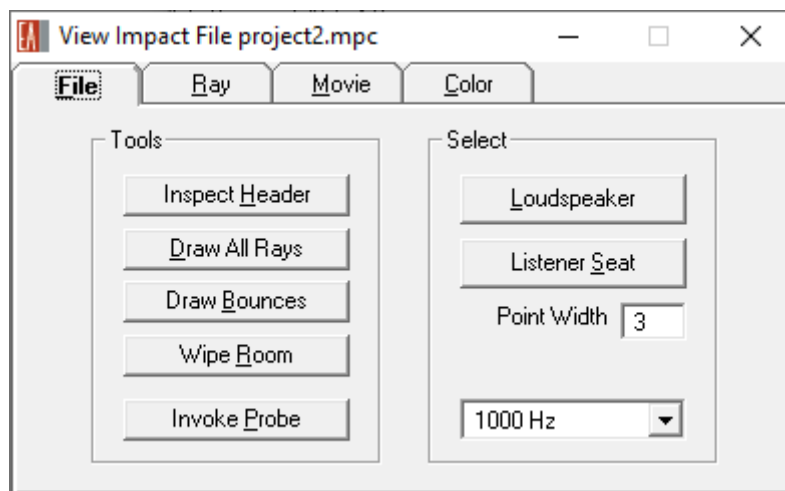 EA View Impact File project2.mpc
File Ray Movie Color
Tools
Inspect Header
Draw All Rays
Draw Bounces
Wipe Room
Invoke Probe
Select
Loudspeaker
Listener Seat
Point Width 3
1000 Hz